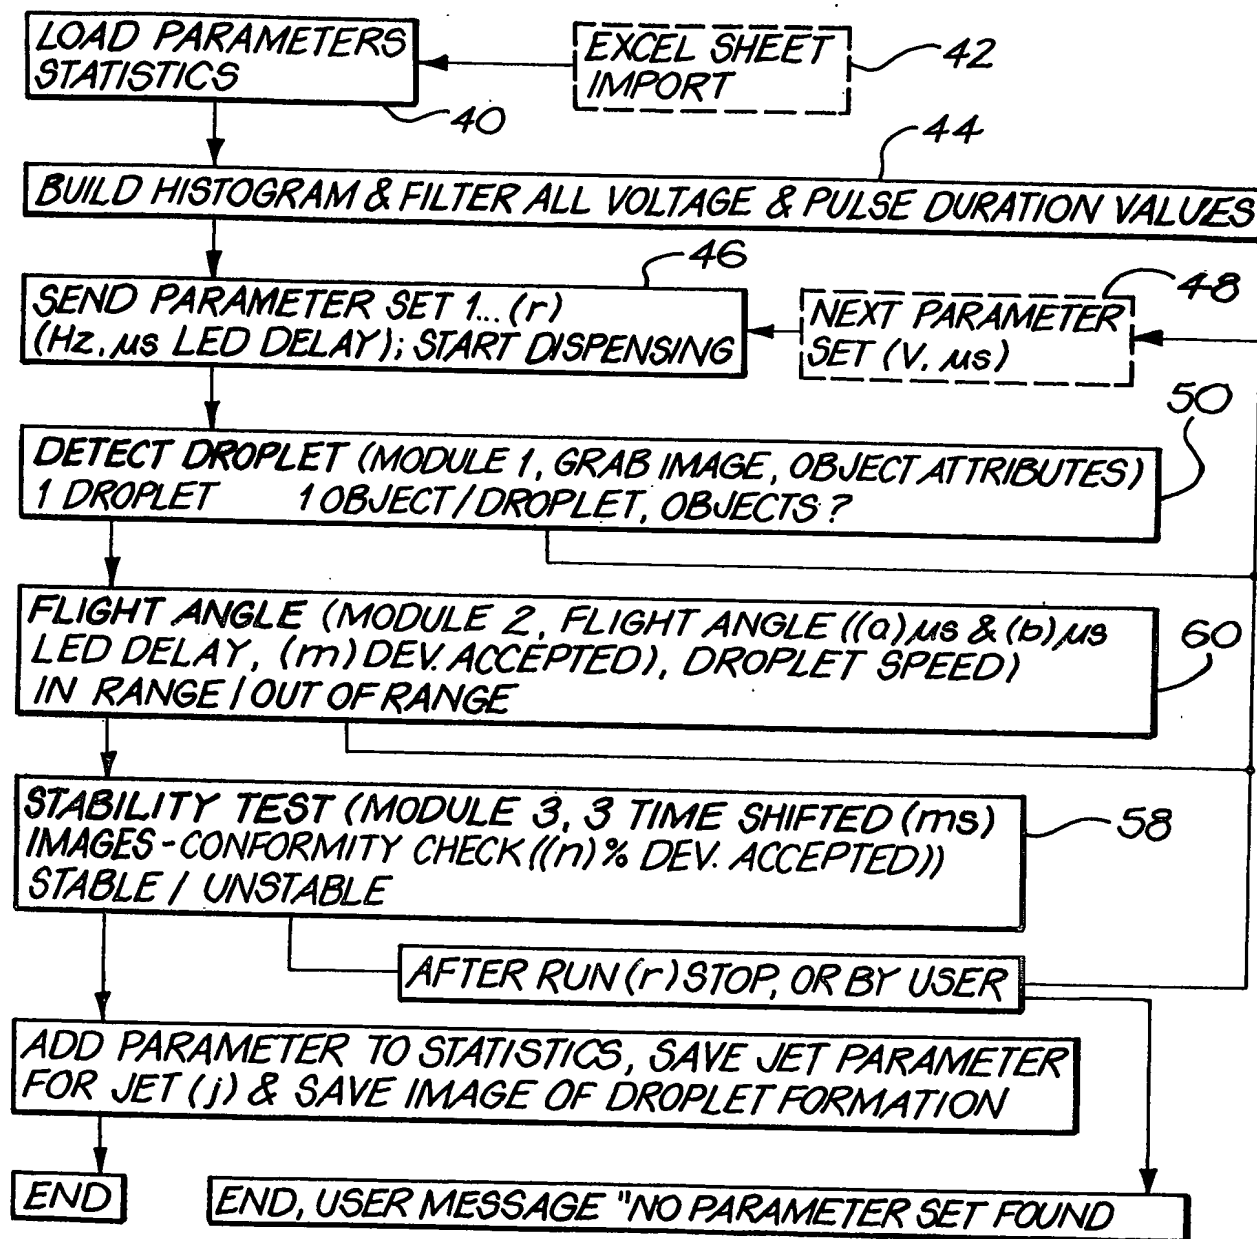 LOAD PARAMETERS
STATISTICS
EXCEL SHEET
IMPORT
42
40
44
BUILD HISTOGRAM & FILTER ALL VOLTAGE & PULSE DURATION VALUES
46
SEND PARAMETER SET 1...(r)
(Hz, µs LED DELAY); START DISPENSING
48
NEXT PARAMETER
SET (V, µs)
50
DETECT DROPLET (MODULE 1, GRAB IMAGE, OBJECT ATTRIBUTES)
1 DROPLET 1 OBJECT/DROPLET, OBJECTS?
FLIGHT ANGLE (MODULE 2, FLIGHT ANGLE ((a) µs & (b) µs
LED DELAY, (m) DEV. ACCEPTED), DROPLET SPEED)
IN RANGE / OUT OF RANGE
60
STABILITY TEST (MODULE 3, 3 TIME SHIFTED (ms)
IMAGES-CONFORMITY CHECK ((n)% DEV. ACCEPTED))
STABLE / UNSTABLE
58
AFTER RUN (r) STOP, OR BY USER
ADD PARAMETER TO STATISTICS, SAVE JET PARAMETER
FOR JET (j) & SAVE IMAGE OF DROPLET FORMATION
END
END, USER MESSAGE "NO PARAMETER SET FOUND